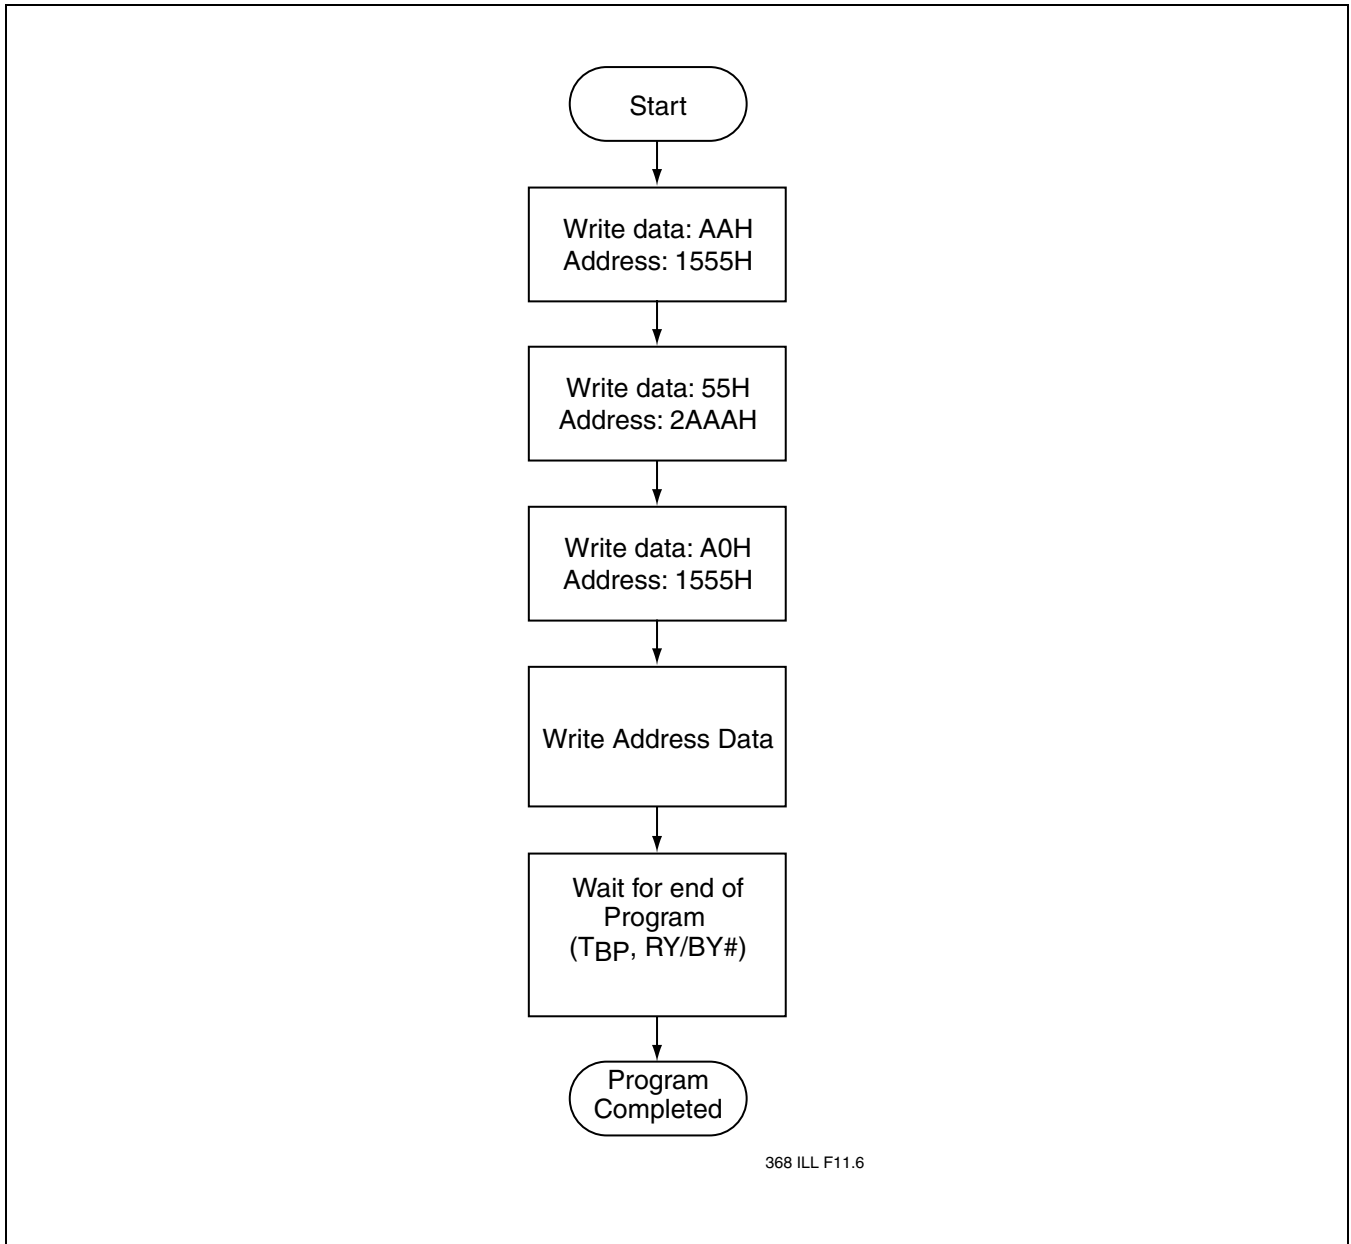 Start
Write data: AAH
Address: 1555H
Write data: 55H
Address: 2AAAH
Write data: A0H
Address: 1555H
Write Address Data
Wait for end of
Program
(TBP, RY/BY#)
Program
Completed
368 ILL F11.6